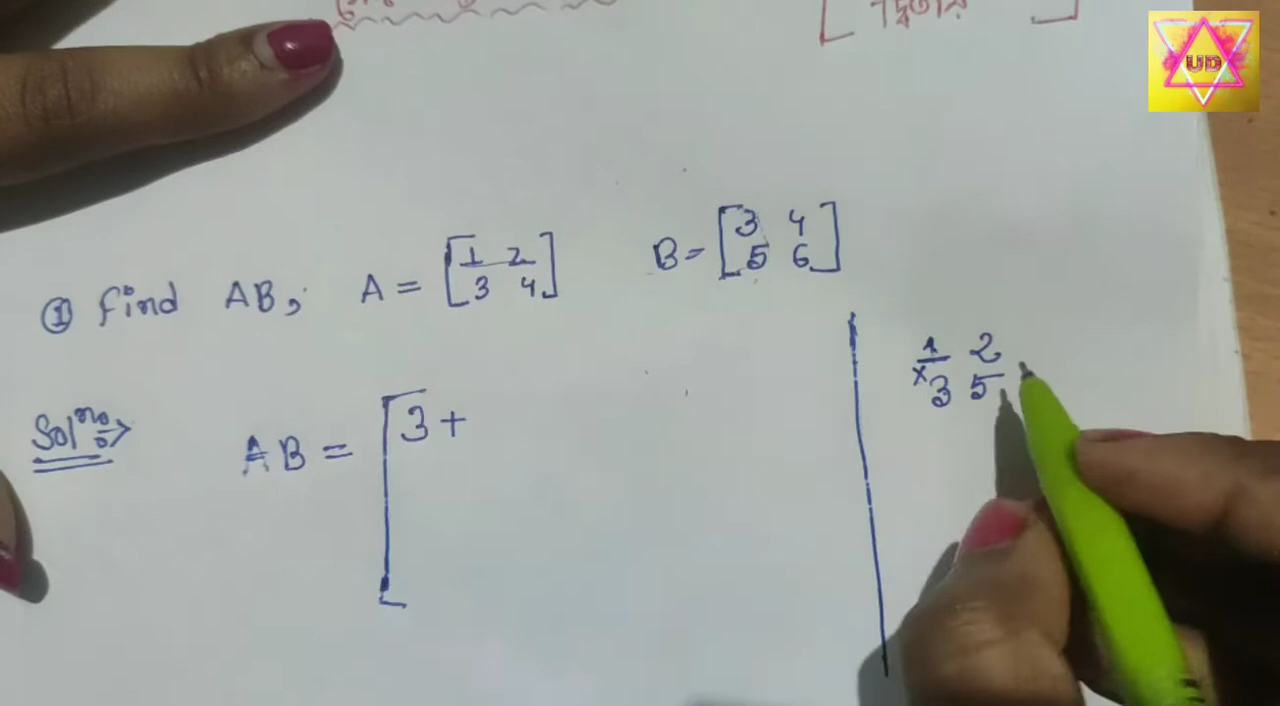 UD
① Find AB, A = [1 2 B = [3 4
3 4] 5 6]
Solⁿ:→ AB = [3 +
1 2
× 3 5